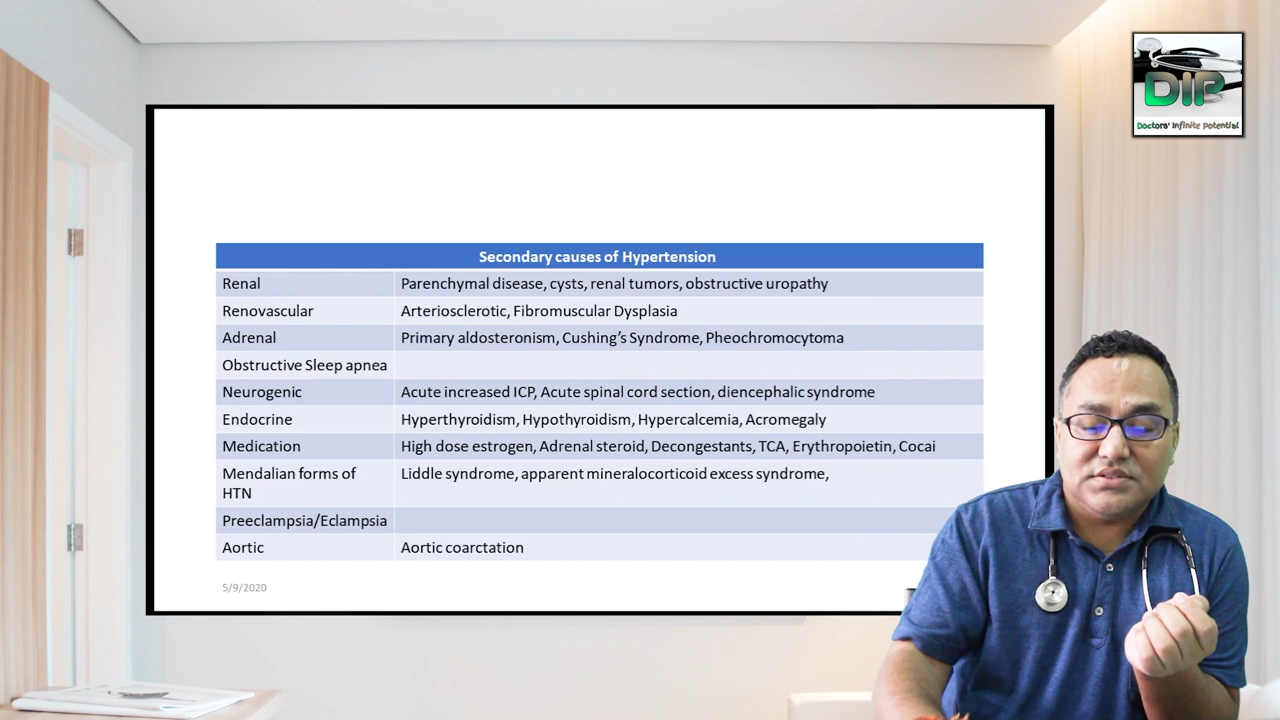 DIP
Doctors' Infinite Potential
Secondary causes of Hypertension
Renal Parenchymal disease, cysts, renal tumors, obstructive uropathy
Renovascular Arteriosclerotic, Fibromuscular Dysplasia
Adrenal Primary aldosteronism, Cushing's Syndrome, Pheochromocytoma
Obstructive Sleep apnea
Neurogenic Acute increased ICP, Acute spinal cord section, diencephalic syndrome
Endocrine Hyperthyroidism, Hypothyroidism, Hypercalcemia, Acromegaly
Medication High dose estrogen, Adrenal steroid, Decongestants, TCA, Erythropoietin, Cocai
Mendalian forms of Liddle syndrome, apparent mineralocorticoid excess syndrome,
HTN
Preeclampsia/Eclampsia
Aortic Aortic coarctation
5/9/2020